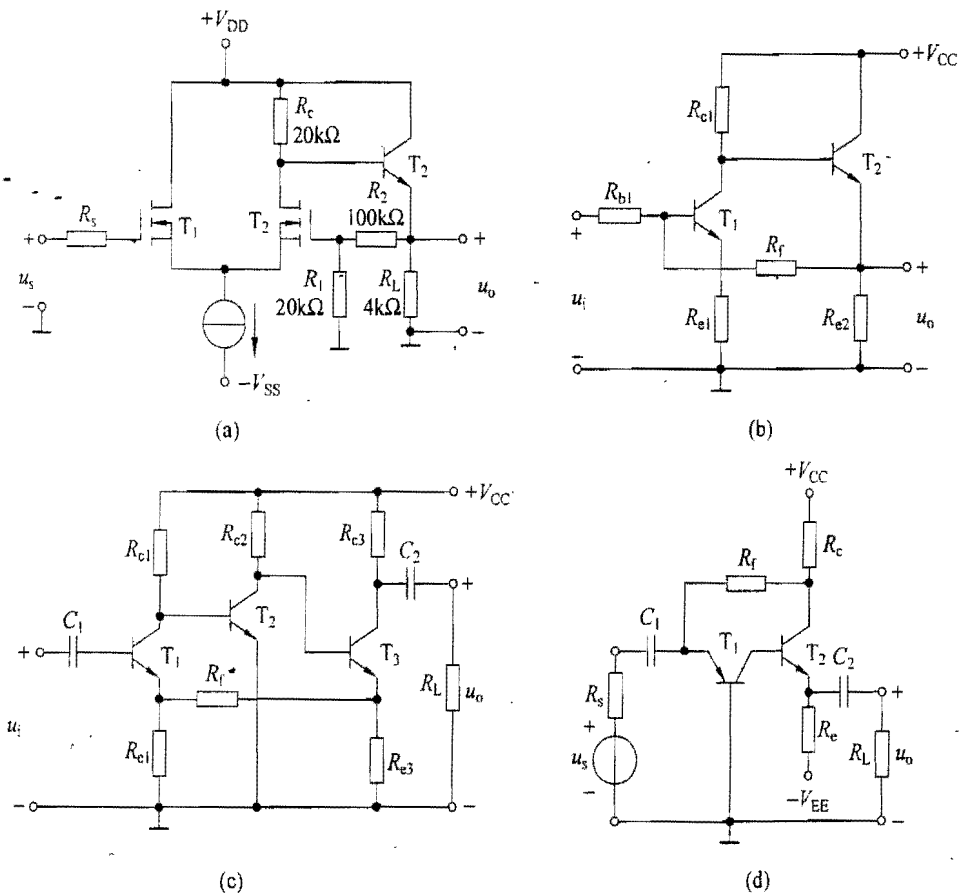 +V_DD
R_c
20kΩ
T_2
R_2
100kΩ
R_s
T_1
T_2
+
+
u_s
R_1
20kΩ
R_L
4kΩ
u_o
−
−
−V_SS
(a)
+V_CC
R_c1
T_2
R_b1
T_1
+
R_f
+
u_i
R_e1
R_e2
u_o
−
−
(b)
+V_CC
R_c1
R_c2
R_c3
C_2
+
T_2
C_1
+
T_1
T_3
R_f
R_L
u_o
u_i
R_e1
R_e3
−
−
(c)
+V_CC
R_f
R_c
C_1
T_1
T_2
C_2
R_s
+
+
R_e
u_s
R_L
u_o
−
−V_EE
−
(d)